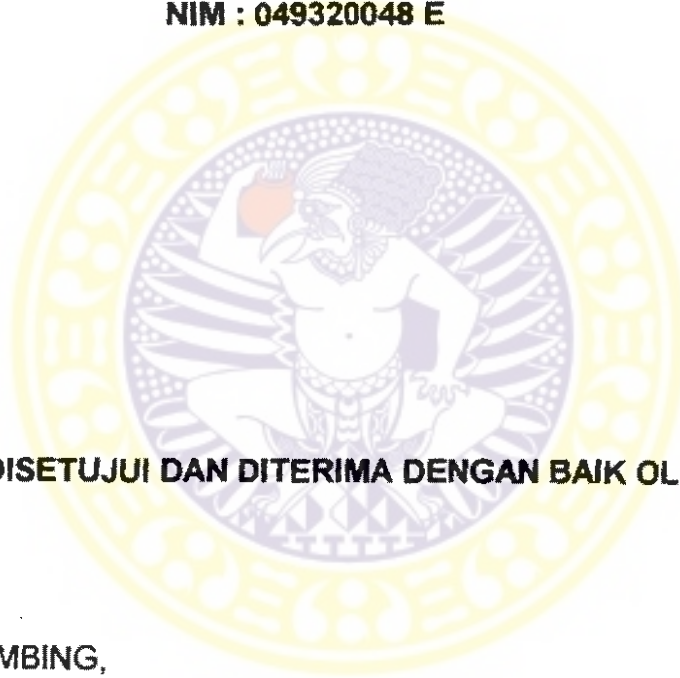 NIM : 049320048 E
DISETUJUI DAN DITERIMA DENGAN BAIK OL
MBING,